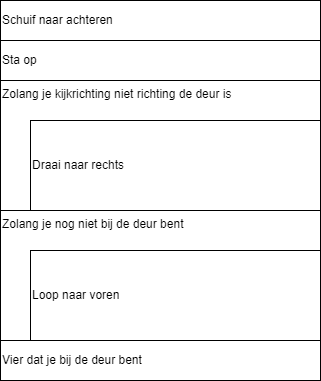 Schuif naar achteren
Sta op
Zolang je kijkrichting niet richting de deur is
Draai naar rechts
Zolang je nog niet bij de deur bent
Loop naar voren
Vier dat je bij de deur bent